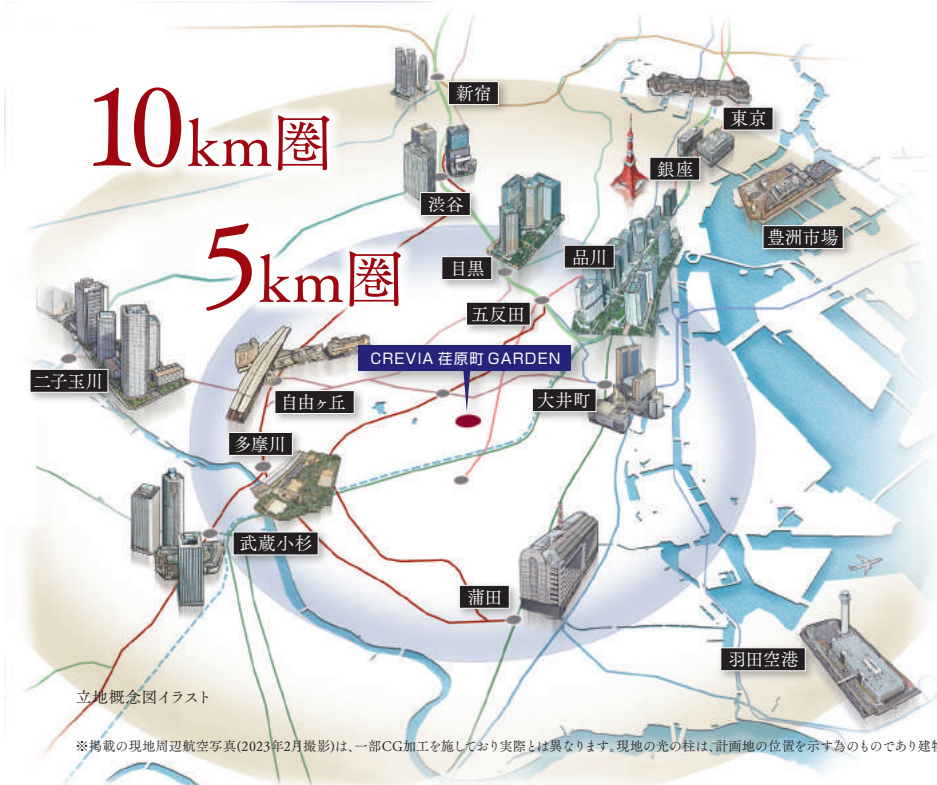 新宿
東京
10km圏
銀座
渋谷
豊洲市場
5km圏
目黒
品川
五反田
CREVIA 荏原町 GARDEN
二子玉川
自由ヶ丘
大井町
多摩川
武蔵小杉
蒲田
羽田空港
立地概念図イラスト
※掲載の現地周辺航空写真(2023年2月撮影)は、一部CG加工を施しており実際とは異なります。現地の光の柱は、計画地の位置を示す為のものであり建物